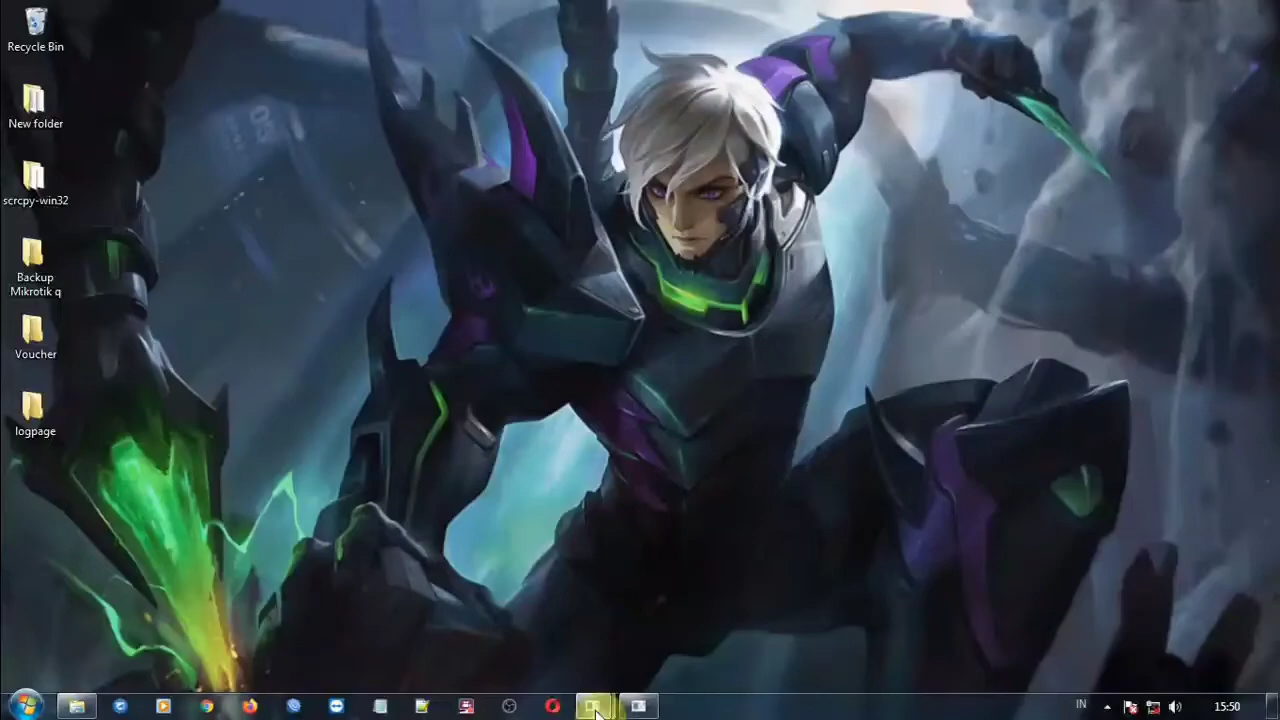 Recycle Bin
New folder
scrcpy-win32
Backup
Mikrotik q
Voucher
logpage
IN
15:50